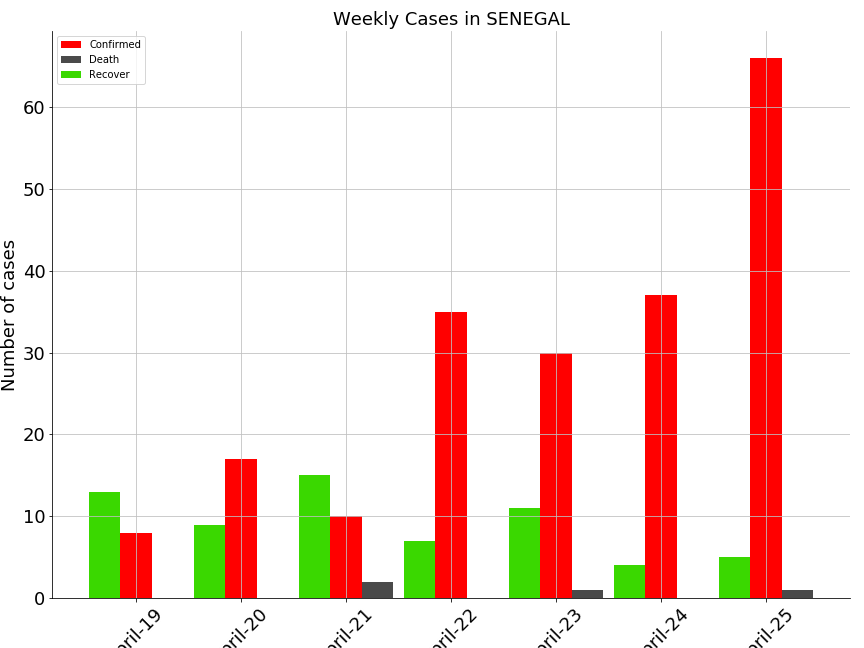 Weekly Cases in SENEGAL
Confirmed
Death
Recover
Number of cases
60
50
40
30
20
10
0
pril-19
pril-20
pril-21
pril-22
pril-23
pril-24
pril-25